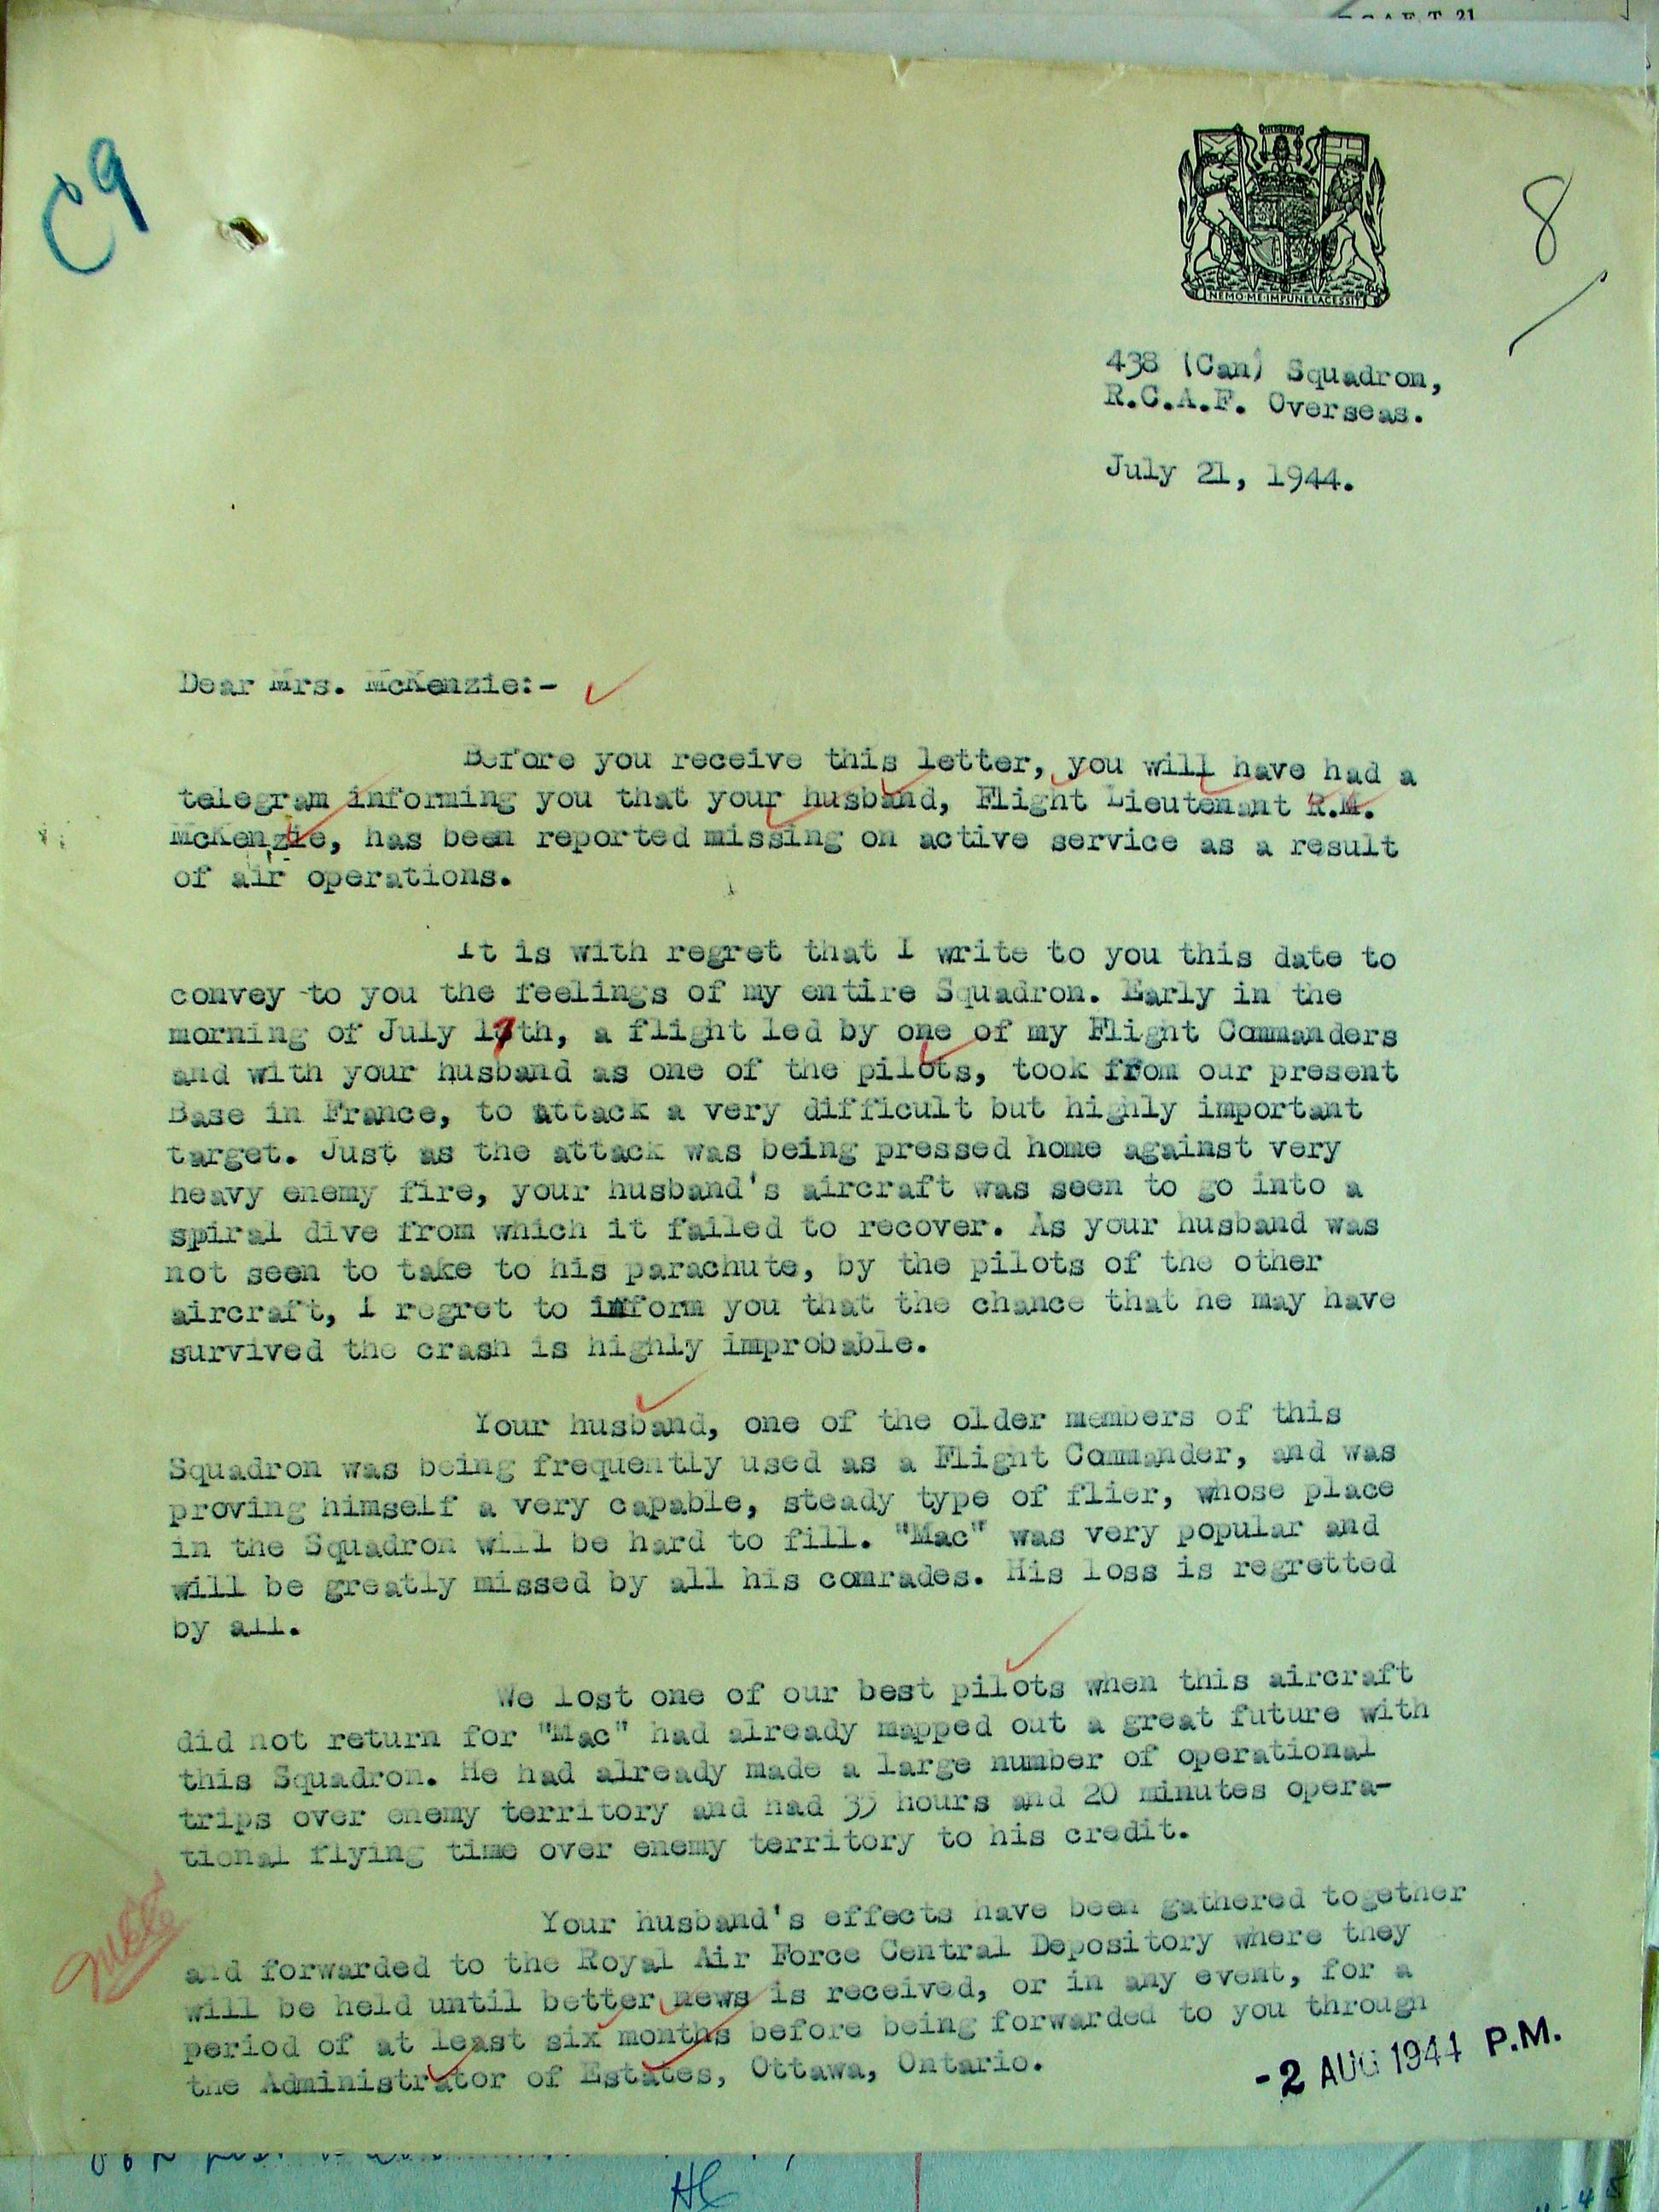 C9
8
NEMO·ME·IMPUNE·LACESSIT
438 (Can) Squadron,
R.C.A.F. Overseas.
July 21, 1944.
Dear Mrs. McKenzie:-
Before you receive this letter, you will have had a
telegram informing you that your husband, Flight Lieutenant R.M.
McKenzie, has been reported missing on active service as a result
of air operations.
It is with regret that I write to you this date to
convey to you the feelings of my entire Squadron. Early in the
morning of July 17th, a flight led by one of my Flight Commanders
and with your husband as one of the pilots, took from our present
Base in France, to attack a very difficult but highly important
target. Just as the attack was being pressed home against very
heavy enemy fire, your husband's aircraft was seen to go into a
spiral dive from which it failed to recover. As your husband was
not seen to take to his parachute, by the pilots of the other
aircraft, I regret to inform you that the chance that he may have
survived the crash is highly improbable.
Your husband, one of the older members of this
Squadron was being frequently used as a Flight Commander, and was
proving himself a very capable, steady type of flier, whose place
in the Squadron will be hard to fill. "Mac" was very popular and
will be greatly missed by all his comrades. His loss is regretted
by all.
We lost one of our best pilots when this aircraft
did not return for "Mac" had already mapped out a great future with
this Squadron. He had already made a large number of operational
trips over enemy territory and had hours and 20 minutes opera-
tional flying time over enemy territory to his credit.
Your husband's effects have been gathered together
and forwarded to the Royal Air Force Central Depository where they
will be held until better news is received, or in any event, for a
period of at least six months before being forwarded to you through
the Administrator of Estates, Ottawa, Ontario.
-2 AUG 1944 P.M.